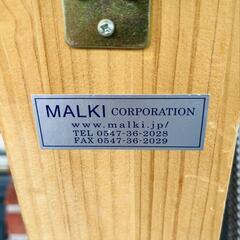 MALKI CORPORATION
www.malki.jp/
TEL 0547-36-2028
FAX 0547-36-2029